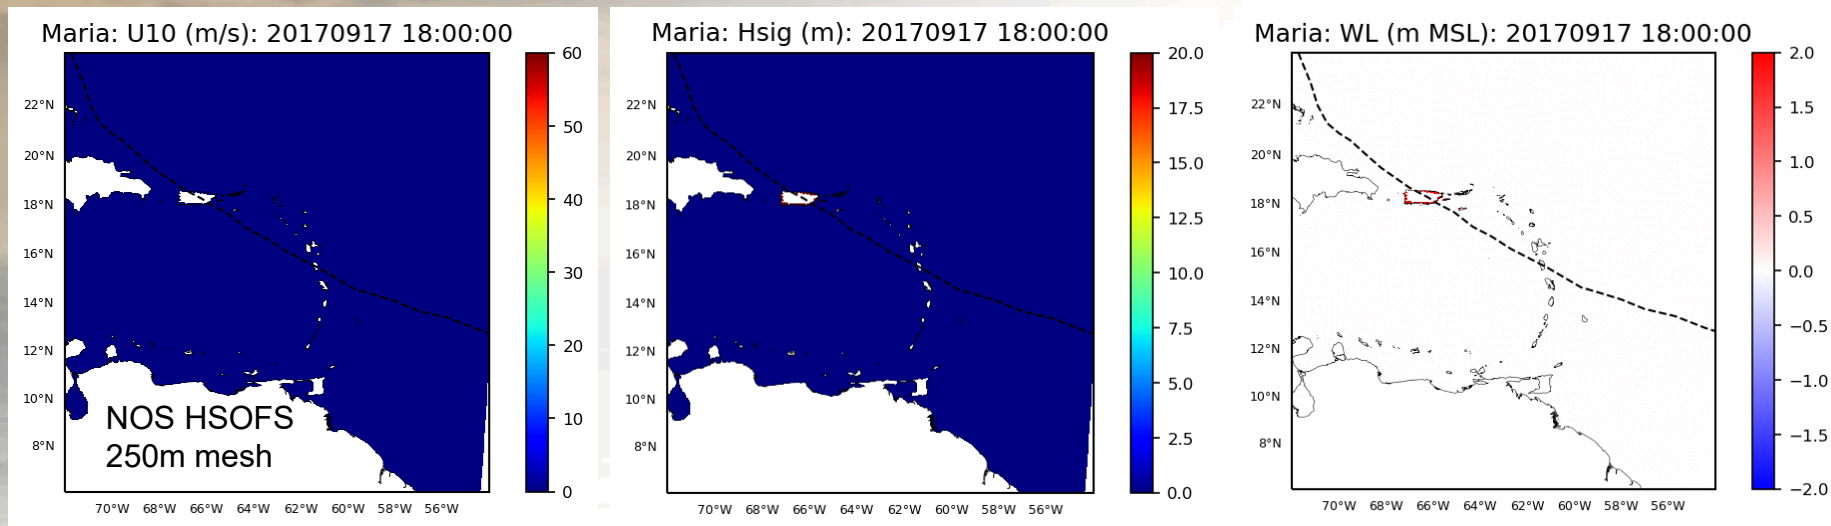 Maria: U10 (m/s): 20170917 18:00:00
22°N
20°N
18°N
16°N
14°N
12°N
10°N
8°N
70°W 68°W 66°W 64°W 62°W 60°W 58°W 56°W
60
50
40
30
20
10
0
NOS HSOFS
250m mesh
Maria: Hsig (m): 20170917 18:00:00
22°N
20°N
18°N
16°N
14°N
12°N
10°N
8°N
70°W 68°W 66°W 64°W 62°W 60°W 58°W 56°W
20.0
17.5
15.0
12.5
10.0
7.5
5.0
2.5
0.0
Maria: WL (m MSL): 20170917 18:00:00
22°N
20°N
18°N
16°N
14°N
12°N
10°N
8°N
70°W 68°W 66°W 64°W 62°W 60°W 58°W 56°W
2.0
1.5
1.0
0.5
0.0
−0.5
−1.0
−1.5
−2.0